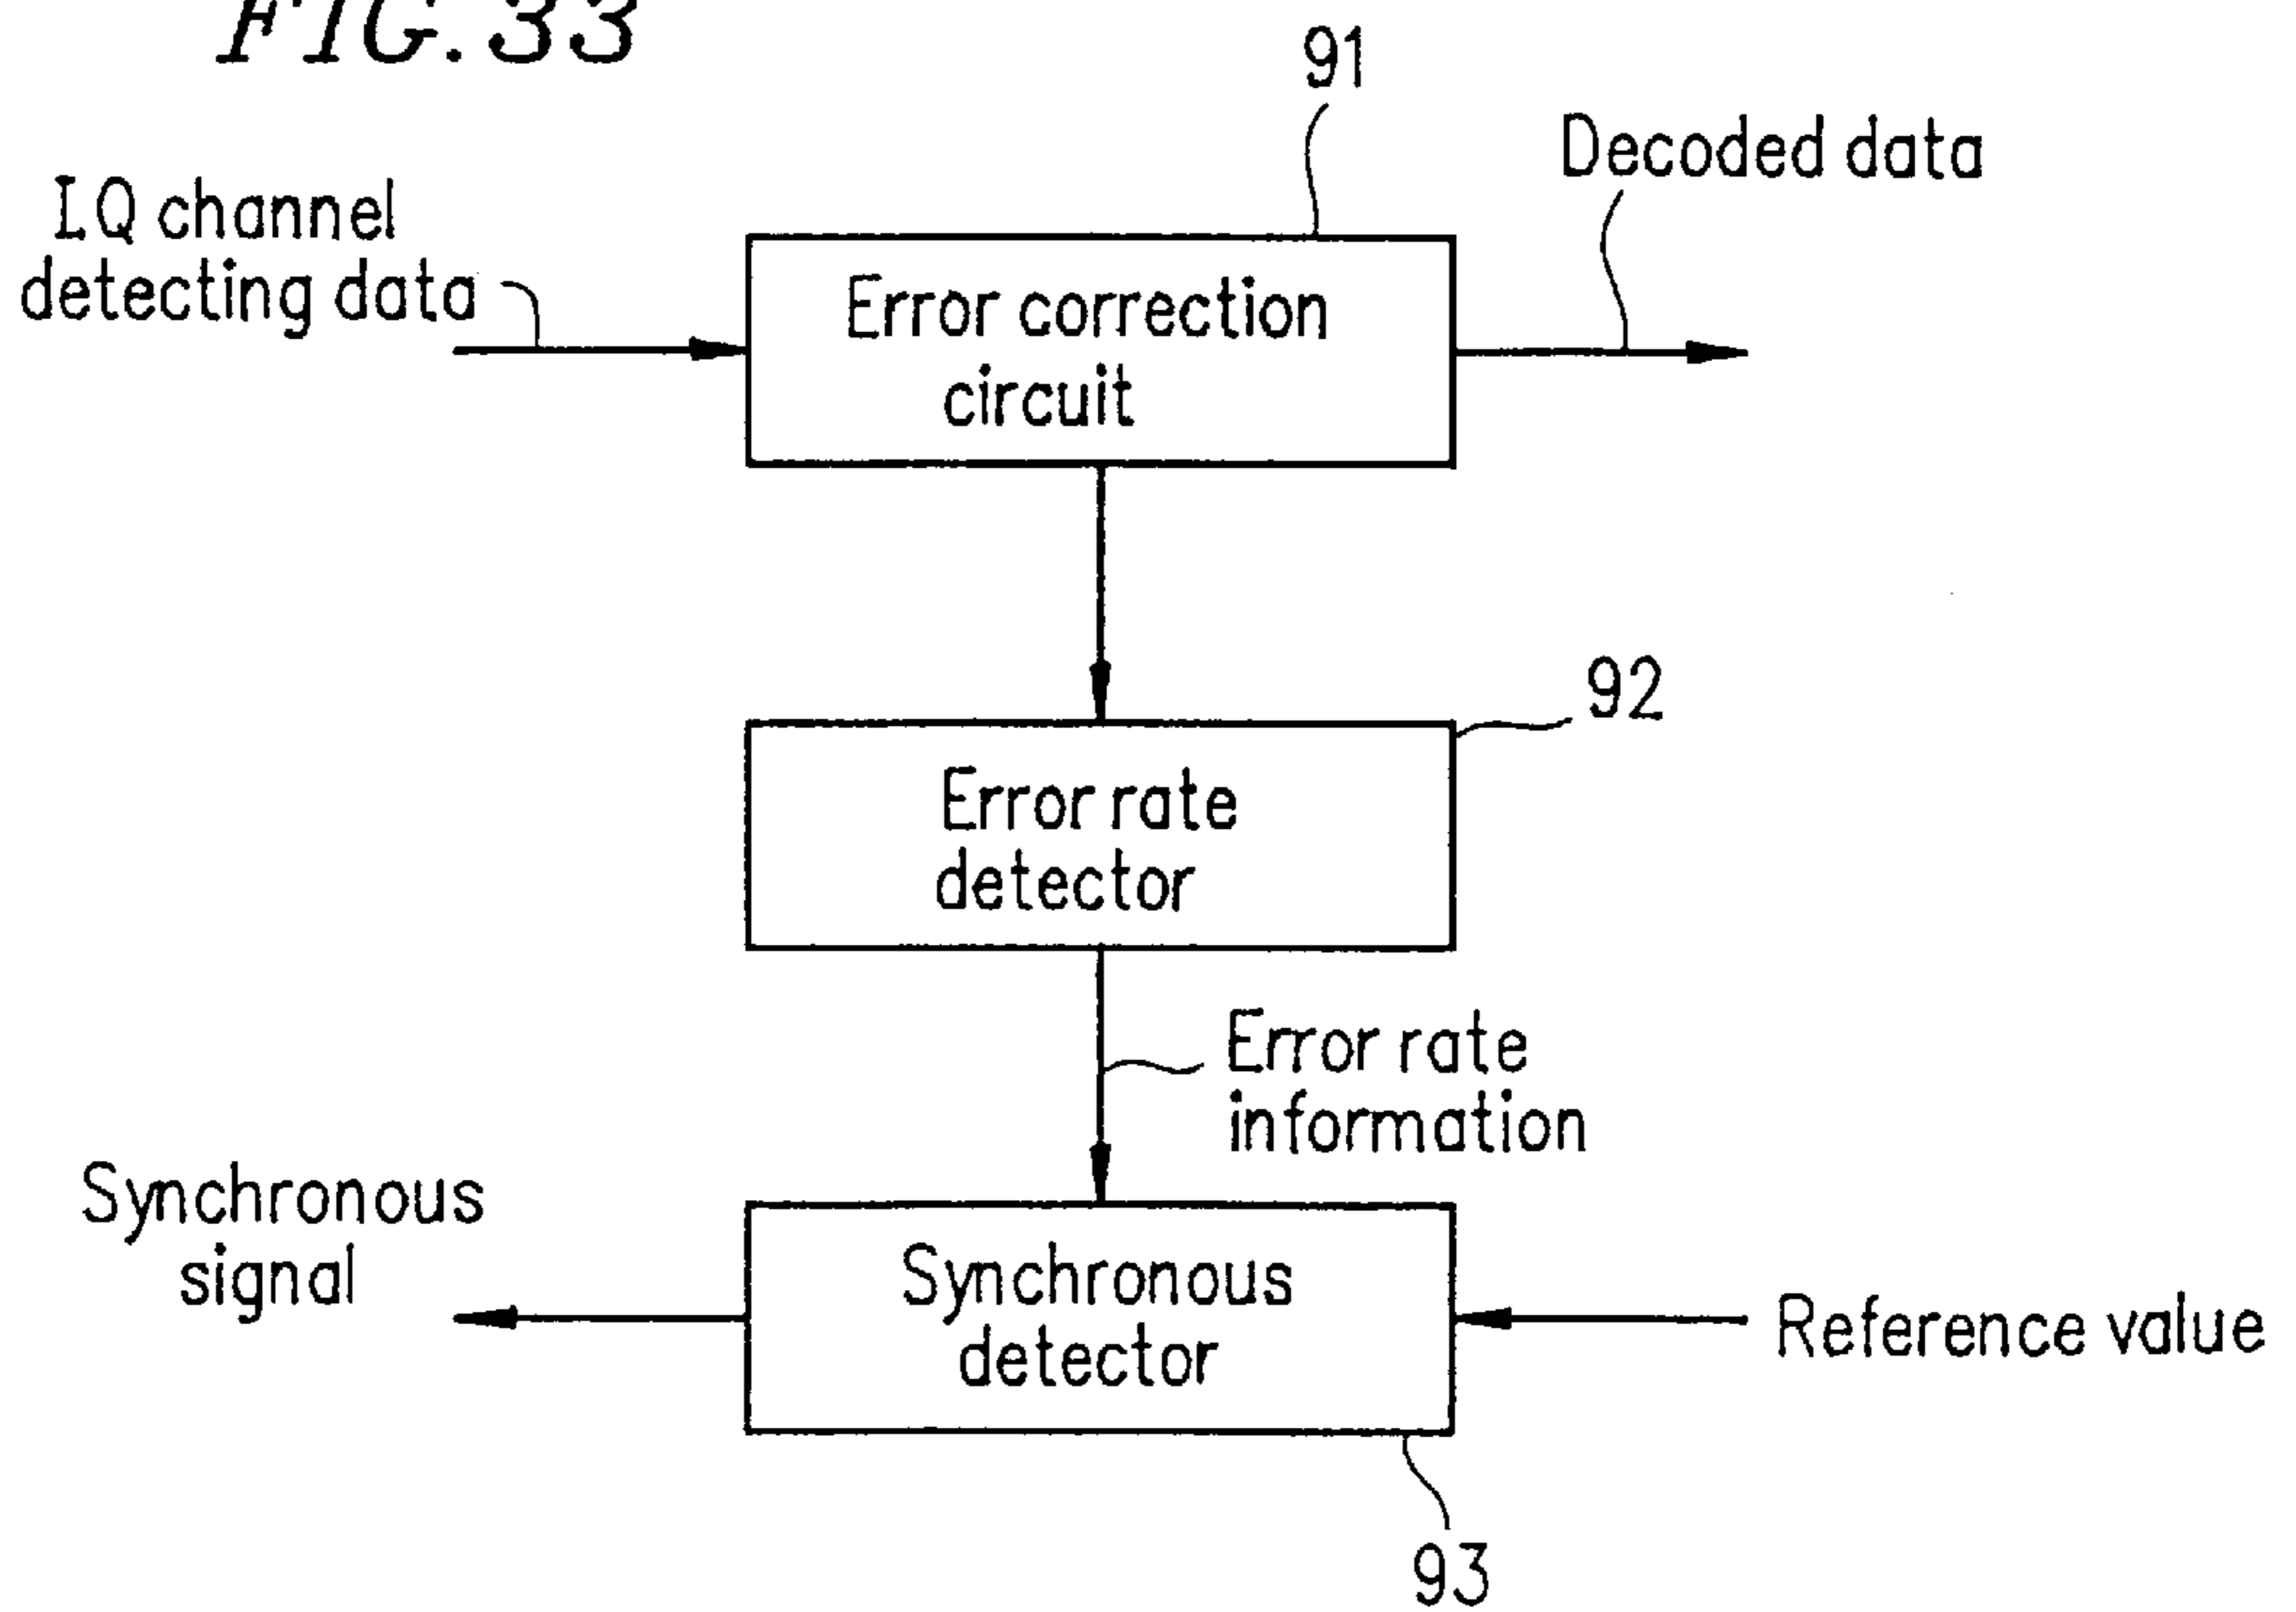 FIG. 33
91
Decoded data
I,Q channel
detecting data
Error correction
circuit
92
Error rate
detector
Error rate
information
Synchronous
signal
Synchronous
detector
Reference value
93